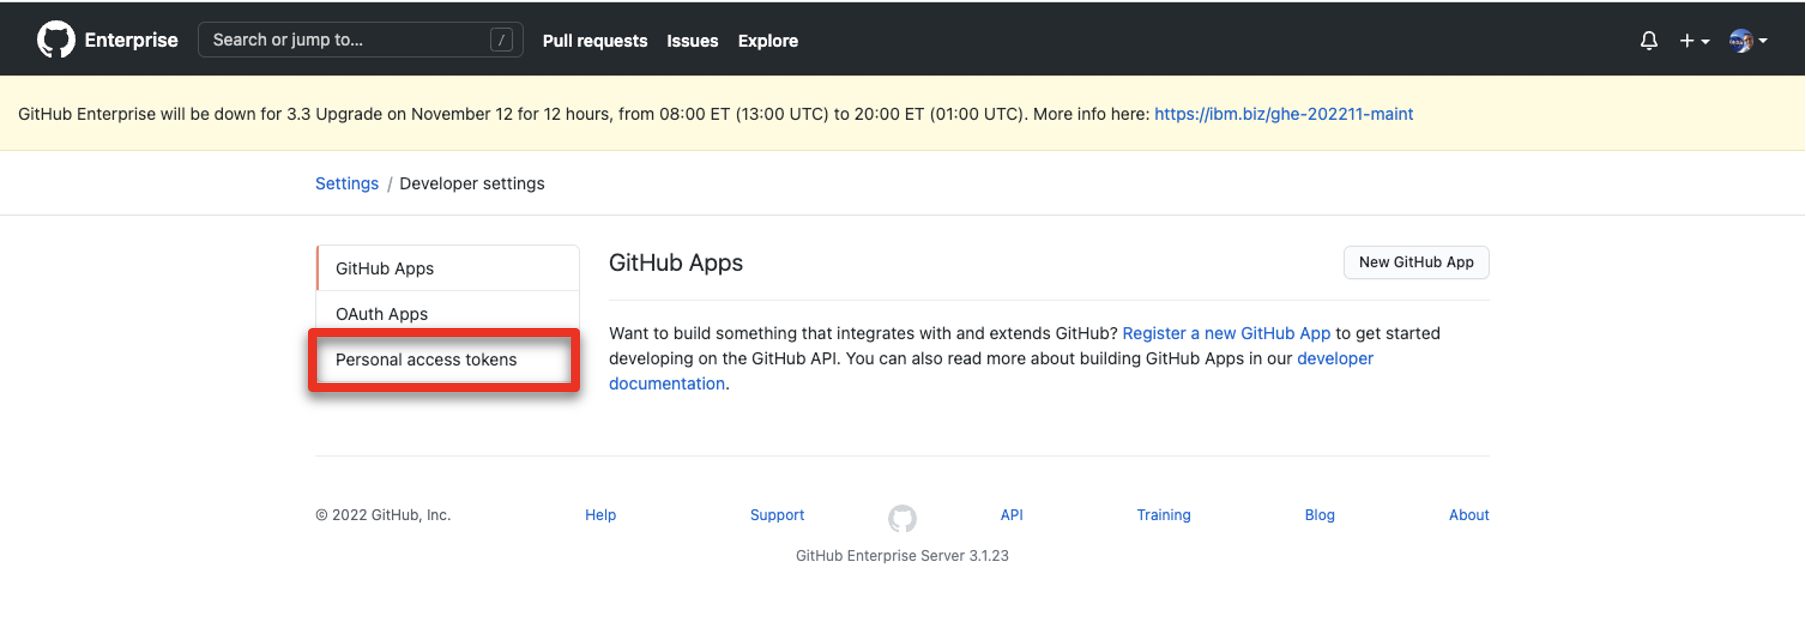 Enterprise Search or jump to... / Pull requests Issues Explore
GitHub Enterprise will be down for 3.3 Upgrade on November 12 for 12 hours, from 08:00 ET (13:00 UTC) to 20:00 ET (01:00 UTC). More info here: https://ibm.biz/ghe-202211-maint
Settings / Developer settings
GitHub Apps
OAuth Apps
Personal access tokens
GitHub Apps
New GitHub App
Want to build something that integrates with and extends GitHub? Register a new GitHub App to get started
developing on the GitHub API. You can also read more about building GitHub Apps in our developer
documentation.
© 2022 GitHub, Inc. Help Support API Training Blog About
GitHub Enterprise Server 3.1.23